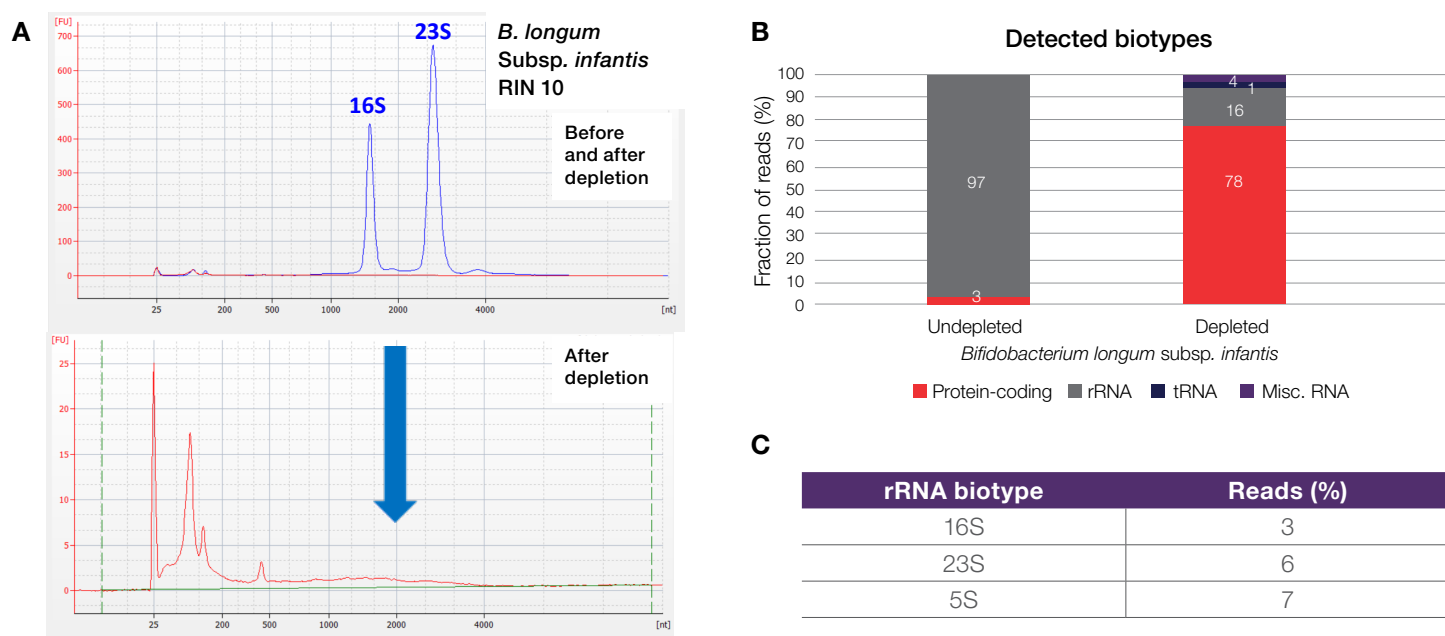 A
[FU]
700
600
500
400
300
200
100
0
16S
23S
B. longum
Subsp. infantis
RIN 10
Before
and after
depletion
25 200 500 1000 2000 4000 [nt]
[FU]
25
20
15
10
5
0
After
depletion
25 200 500 1000 2000 4000 [nt]
B
Detected biotypes
Fraction of reads (%)
100
90
80
70
60
50
40
30
20
10
0
97
3
4
1
16
78
Undepleted Depleted
Bifidobacterium longum subsp. infantis
Protein-coding rRNA tRNA Misc. RNA
C
rRNA biotype Reads (%)
16S 3
23S 6
5S 7